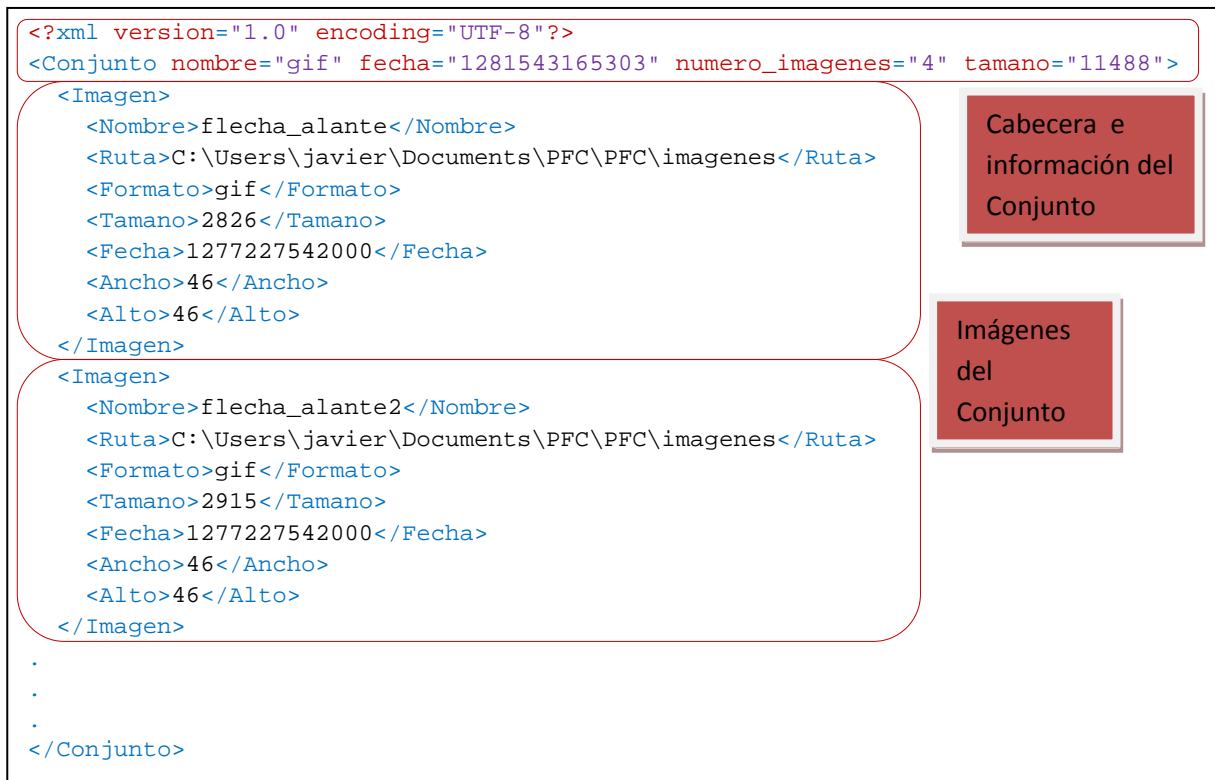 <?xml version="1.0" encoding="UTF-8"?>
<Conjunto nombre="gif" fecha="1281543165303" numero_imagenes="4" tamano="11488">
<Imagen>
<Nombre>flecha_alante</Nombre>
<Ruta>C:\Users\javier\Documents\PFC\PFC\imagenes</Ruta>
<Formato>gif</Formato>
<Tamano>2826</Tamano>
<Fecha>1277227542000</Fecha>
<Ancho>46</Ancho>
<Alto>46</Alto>
</Imagen>
<Imagen>
<Nombre>flecha_alante2</Nombre>
<Ruta>C:\Users\javier\Documents\PFC\PFC\imagenes</Ruta>
<Formato>gif</Formato>
<Tamano>2915</Tamano>
<Fecha>1277227542000</Fecha>
<Ancho>46</Ancho>
<Alto>46</Alto>
</Imagen>
.
.
.
</Conjunto>
Cabecera e
información del
Conjunto
Imágenes
del
Conjunto